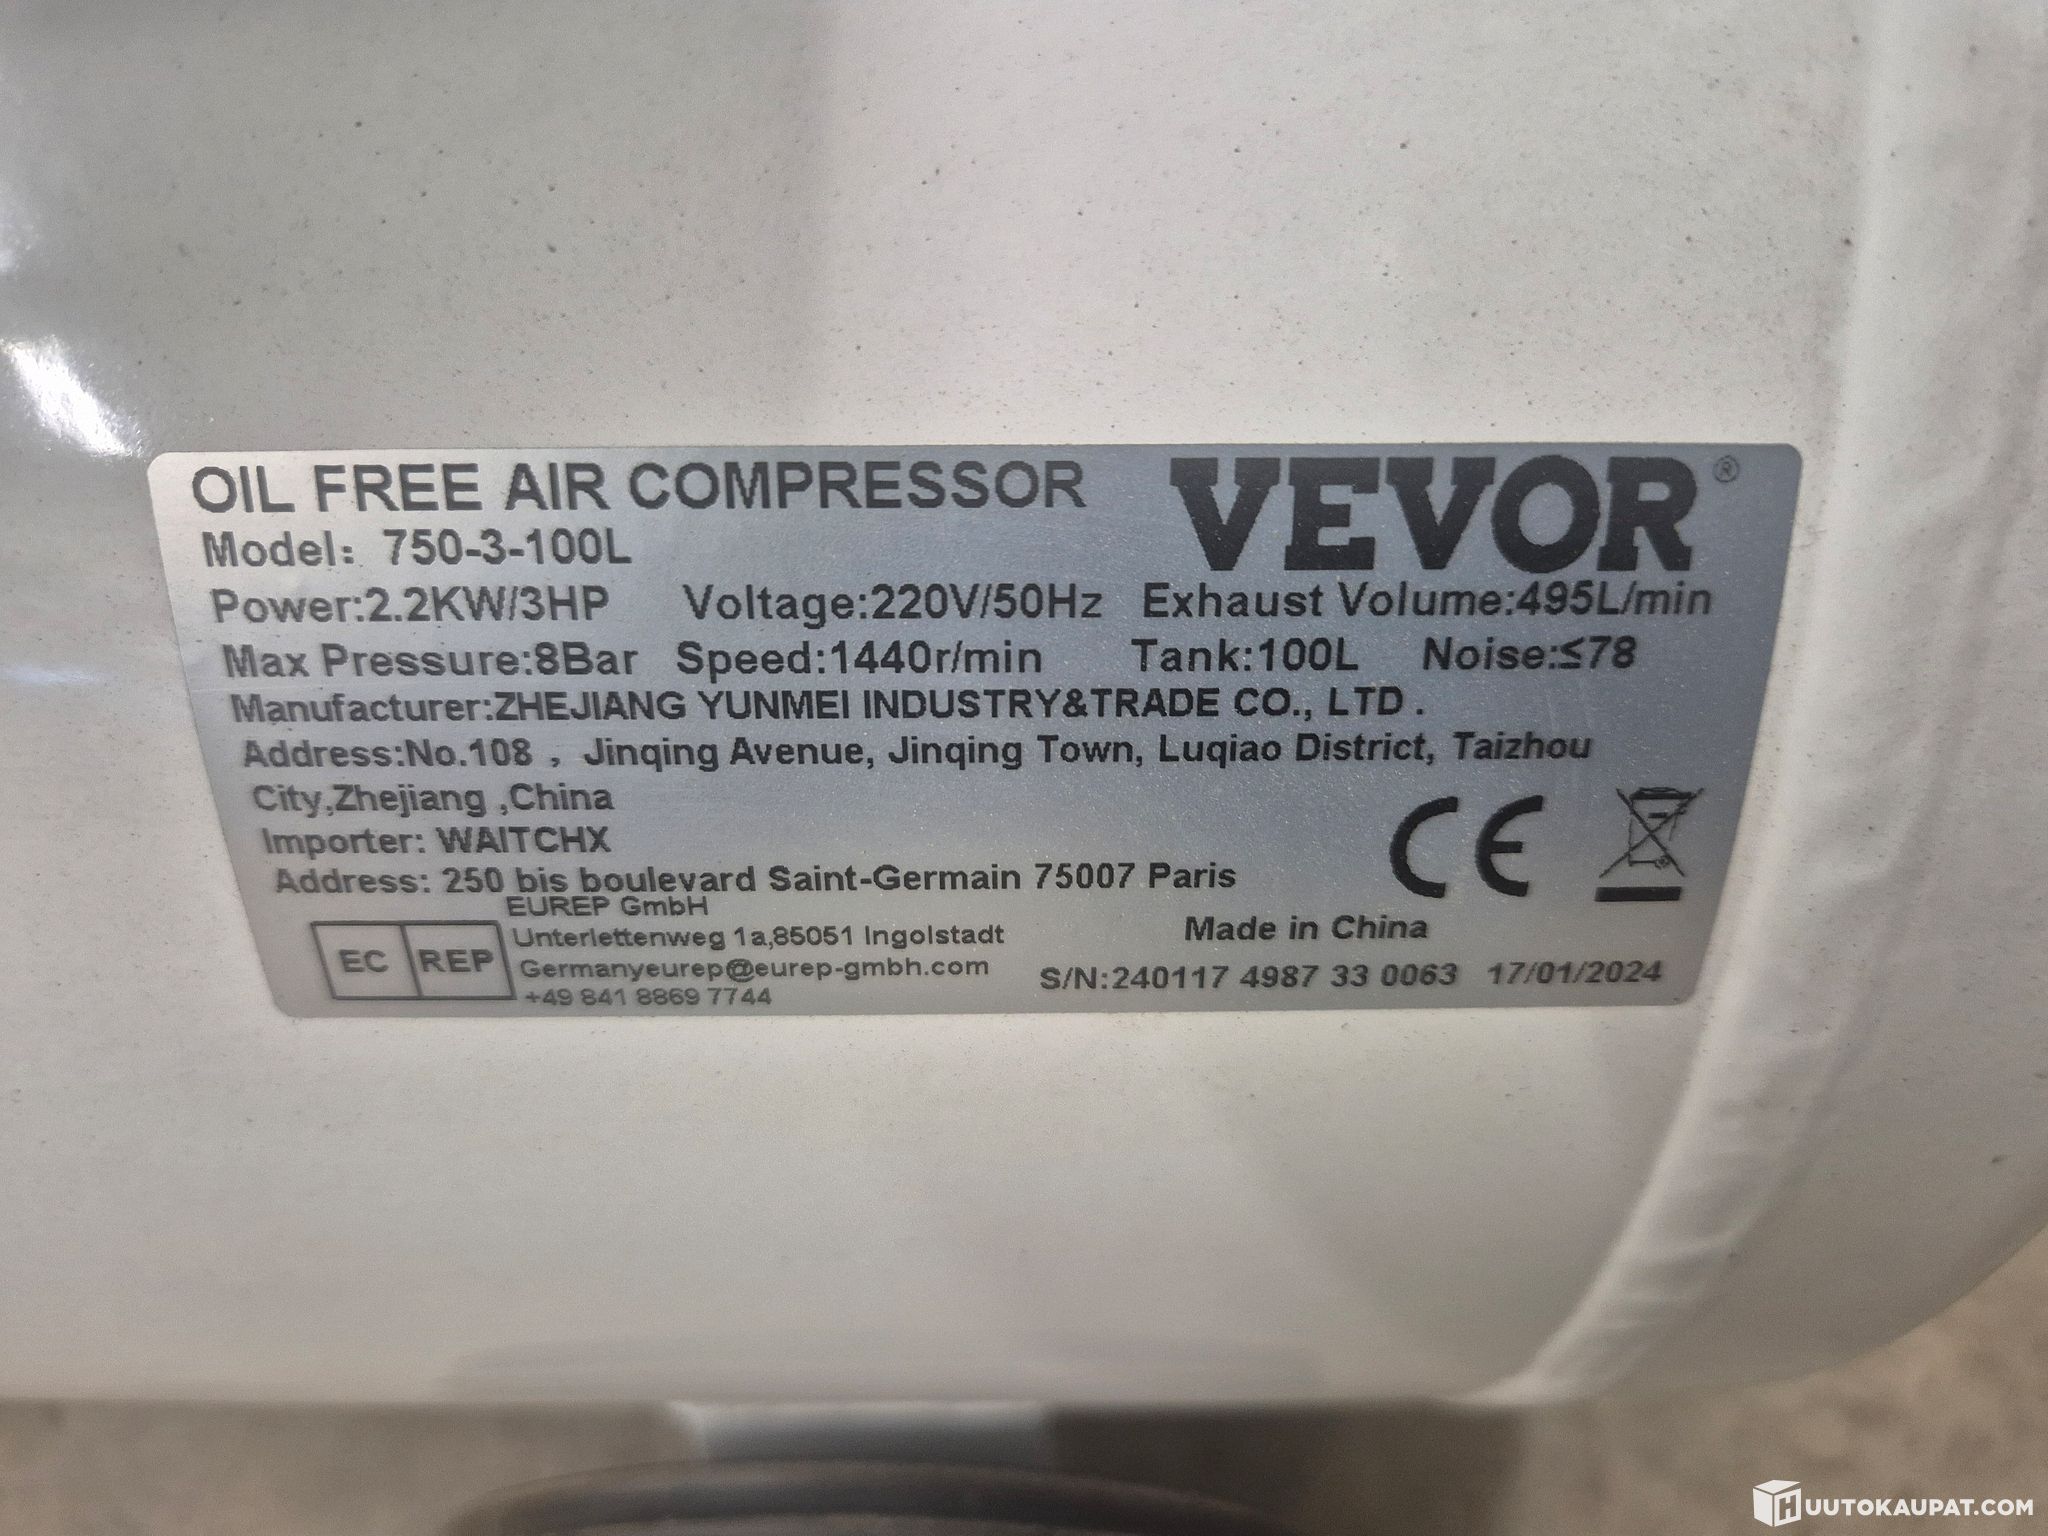 OIL FREE AIR COMPRESSOR VEVOR®
Model: 750-3-100L
Power:2.2KW/3HP Voltage:220V/50Hz Exhaust Volume:495L/min
Max Pressure:8Bar Speed:1440r/min Tank:100L Noise:≤78
Manufacturer:ZHEJIANG YUNMEI INDUSTRY&TRADE CO., LTD .
Address:No.108 , Jinqing Avenue, Jinqing Town, Luqiao District, Taizhou
City,Zhejiang ,China
Importer: WAITCHX
Address: 250 bis boulevard Saint-Germain 75007 Paris
CE
EC REP
EUREP GmbH
Unterlettenweg 1a,85051 Ingolstadt
Germanyeurep@eurep-gmbh.com
+49 841 8869 7744
Made in China
S/N:240117 4987 33 0063 17/01/2024
HUUTOKAUPAT.COM